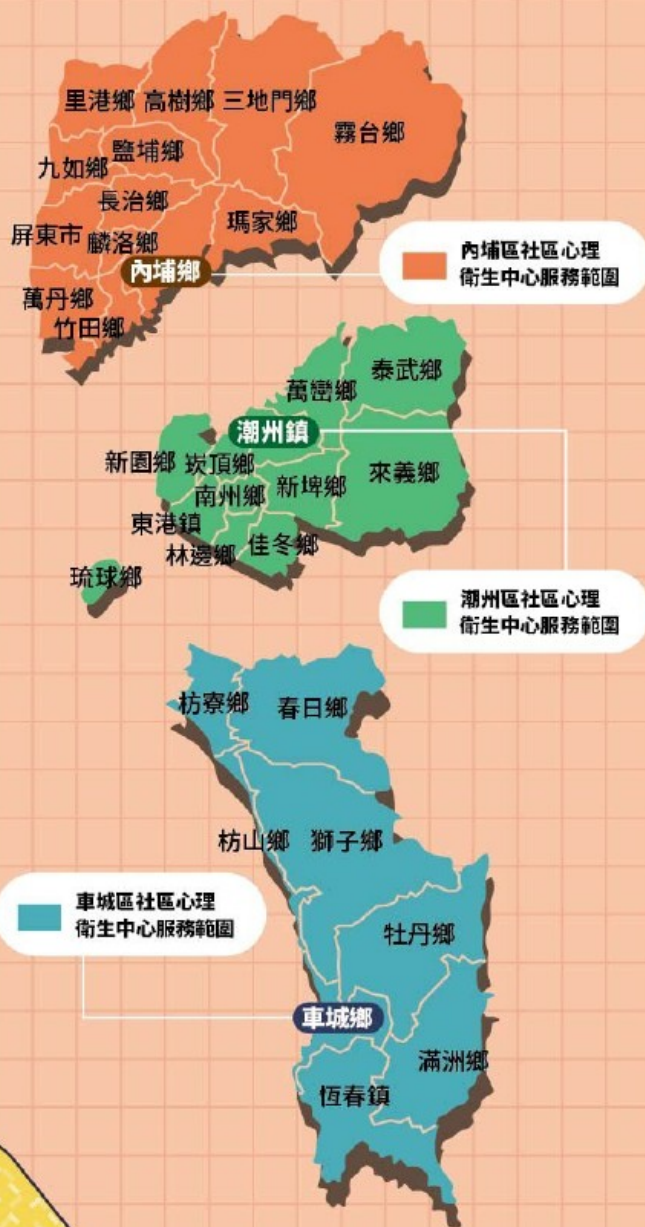 里港鄉 高樹鄉 三地門鄉
霧台鄉
鹽埔鄉
九如鄉
長治鄉
瑪家鄉
屏東市 麟洛鄉
內埔鄉
萬丹鄉
竹田鄉
內埔區社區心理
衛生中心服務範圍
泰武鄉
萬巒鄉
潮州鎮
新園鄉 崁頂鄉
來義鄉
南州鄉 新埤鄉
東港鎮
林邊鄉 佳冬鄉
琉球鄉
潮州區社區心理
衛生中心服務範圍
枋寮鄉 春日鄉
枋山鄉 獅子鄉
車城區社區心理
衛生中心服務範圍
牡丹鄉
車城鄉
滿洲鄉
恆春鎮